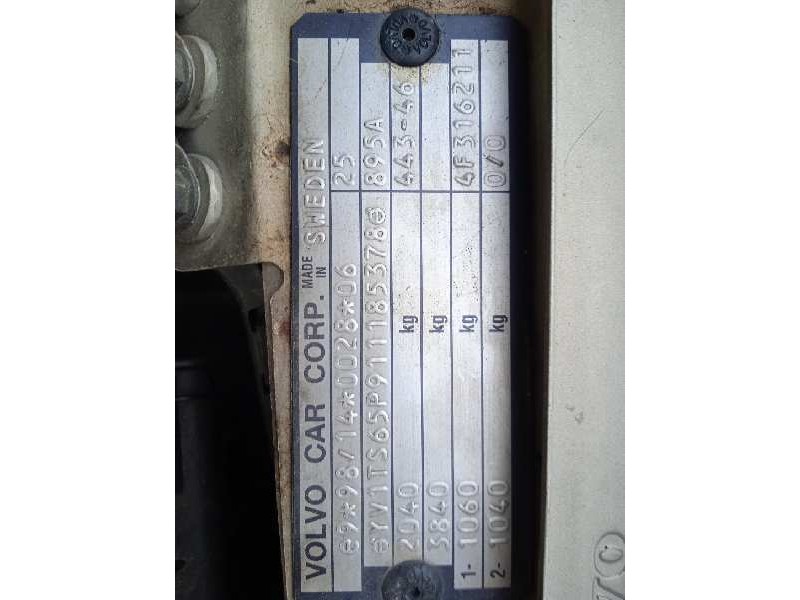 VOLVO CAR CORP. MADE IN SWEDEN
e9*98/14*0028*06 25
YV1TS65P911185378 895A
2040 kg 443-46
3840 kg
1- 1060 kg 4F316211
2- 1040 kg 0/0